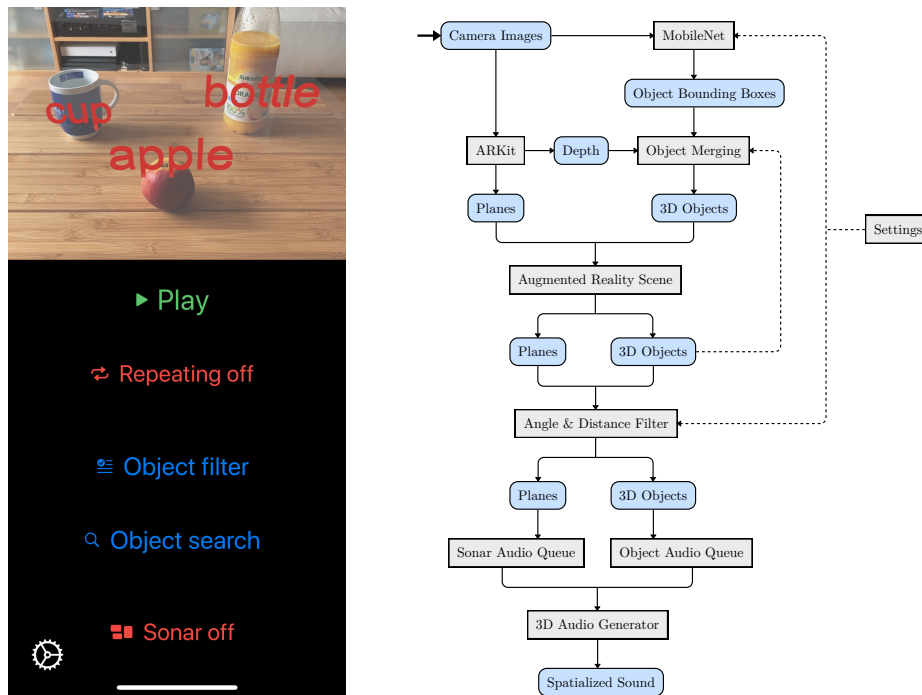 cup
bottle
apple
Play
Repeating off
Object filter
Object search
Sonar off
Camera Images
MobileNet
Object Bounding Boxes
ARKit
Depth
Object Merging
Planes
3D Objects
Settings
Augmented Reality Scene
Planes
3D Objects
Angle & Distance Filter
Planes
3D Objects
Sonar Audio Queue
Object Audio Queue
3D Audio Generator
Spatialized Sound